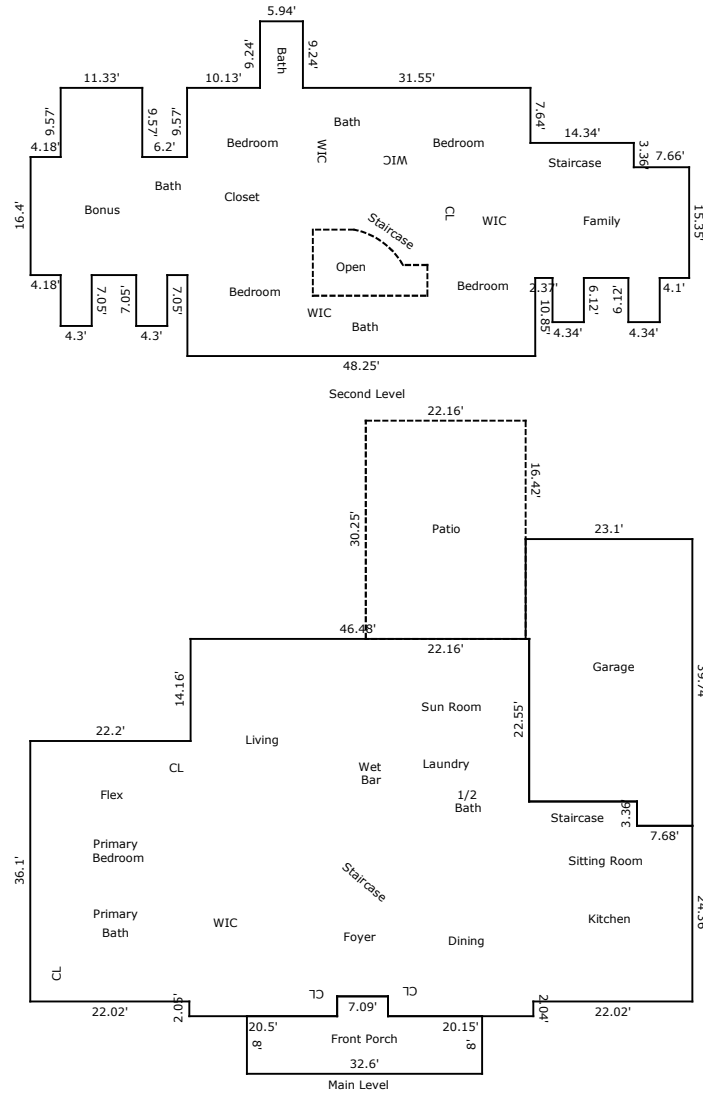 5.94'
9.24'
Bath
9.24'
11.33'
10.13'
31.55'
9.57'
9.57'
9.57'
7.64'
Bath
14.34'
Bedroom
WIC
WIC
Bedroom
3.36'
4.18'
6.2'
Staircase
7.66'
Bath
Closet
Bonus
16.4'
Staircase
CL
WIC
Family
15.35'
Open
4.18'
7.05'
7.05'
7.05'
Bedroom
Bedroom
2.37'
10.85'
6.12'
6.12'
4.1'
4.3'
4.3'
WIC
Bath
4.34'
4.34'
48.25'
Second Level
22.16'
16.42'
30.25'
Patio
23.1'
46.48'
22.16'
14.16'
Garage
39.74'
22.55'
Sun Room
22.2'
Living
CL
Wet
Bar
Laundry
Flex
1/2
Bath
Staircase
3.36'
7.68'
Primary
Bedroom
Sitting Room
36.1'
Staircase
Primary
Bath
WIC
Foyer
Dining
Kitchen
24.36'
CL
CL
CL
22.02'
2.05'
7.09'
2.04'
22.02'
20.5'
20.15'
8'
Front Porch
8'
32.6'
Main Level